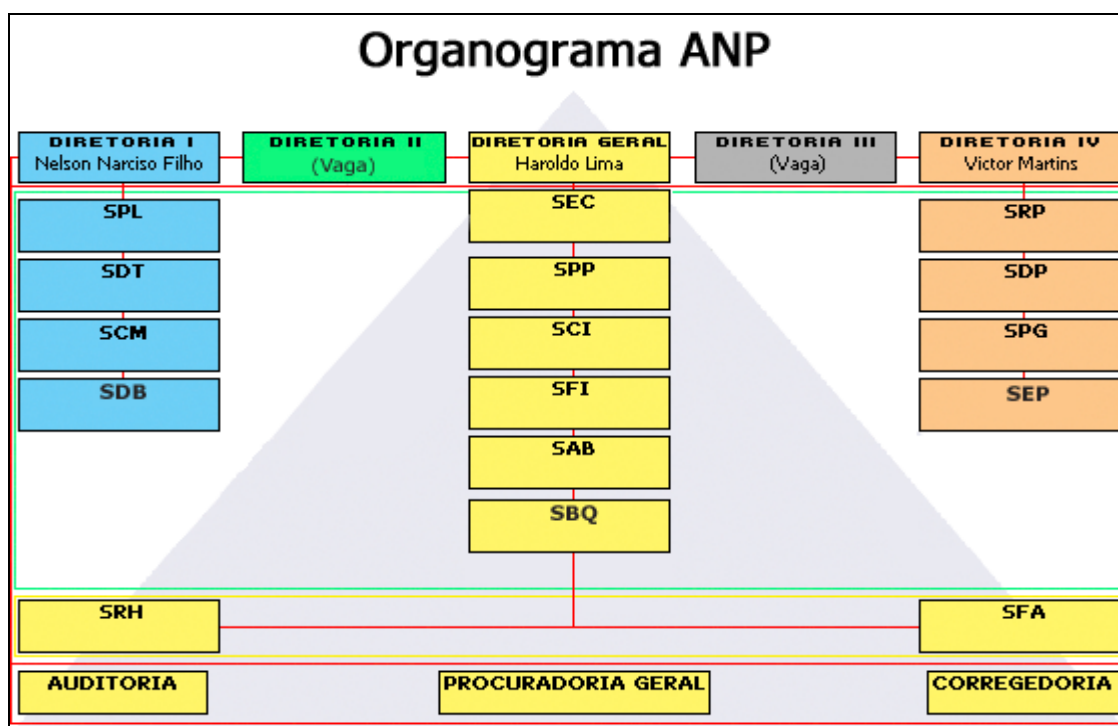 Organograma ANP
DIRETORIA I
Nelson Narciso Filho
DIRETORIA II
(Vaga)
DIRETORIA GERAL
Haroldo Lima
DIRETORIA III
(Vaga)
DIRETORIA IV
Victor Martins
SPL
SDT
SCM
SDB
SEC
SPP
SCI
SFI
SAB
SBQ
SRP
SDP
SPG
SEP
SRH
SFA
AUDITORIA
PROCURADORIA GERAL
CORREGEDORIA